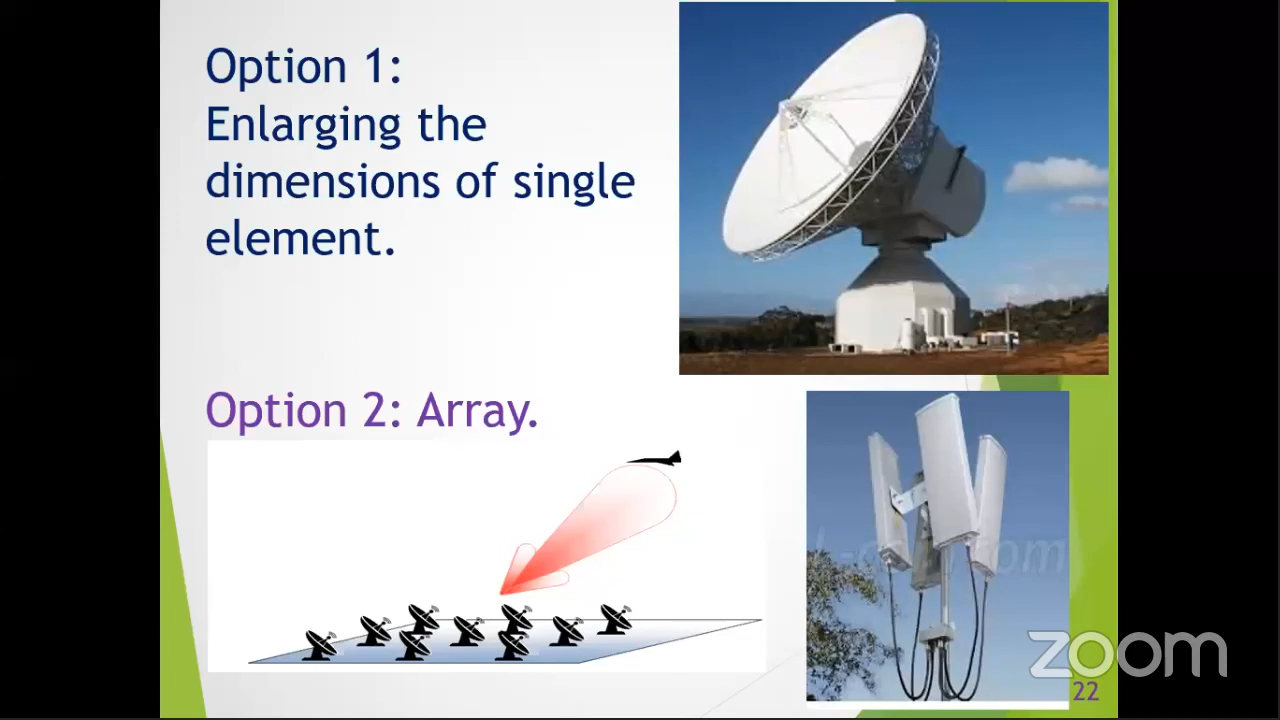 Option 1:
Enlarging the
dimensions of single
element.
Option 2: Array.
zoom
22